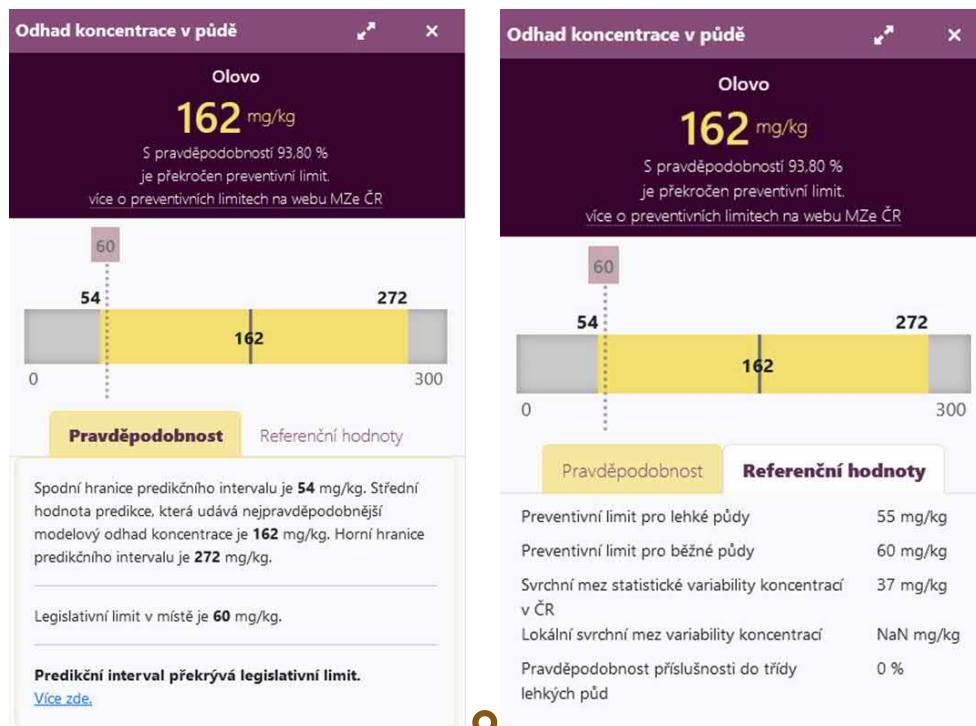 Odhad koncentrace v půdě
Olovo
162 mg/kg
S pravděpodobností 93,80 %
je překročen preventivní limit.
více o preventivních limitech na webu MZe ČR
60
54 272
162
0 300
Pravděpodobnost Referenční hodnoty
Spodní hranice predikčního intervalu je 54 mg/kg. Střední
hodnota predikce, která udává nejpravděpodobnější
modelový odhad koncentrace je 162 mg/kg. Horní hranice
predikčního intervalu je 272 mg/kg.
Legislativní limit v místě je 60 mg/kg.
Predikční interval překrývá legislativní limit.
Více zde.
Odhad koncentrace v půdě
Olovo
162 mg/kg
S pravděpodobností 93,80 %
je překročen preventivní limit.
více o preventivních limitech na webu MZe ČR
60
54 272
162
0 300
Pravděpodobnost Referenční hodnoty
Preventivní limit pro lehké půdy 55 mg/kg
Preventivní limit pro běžné půdy 60 mg/kg
Svrchní mez statistické variability koncentrací 37 mg/kg
v ČR
Lokální svrchní mez variability koncentrací NaN mg/kg
Pravděpodobnost příslušnosti do třídy 0 %
lehkých půd